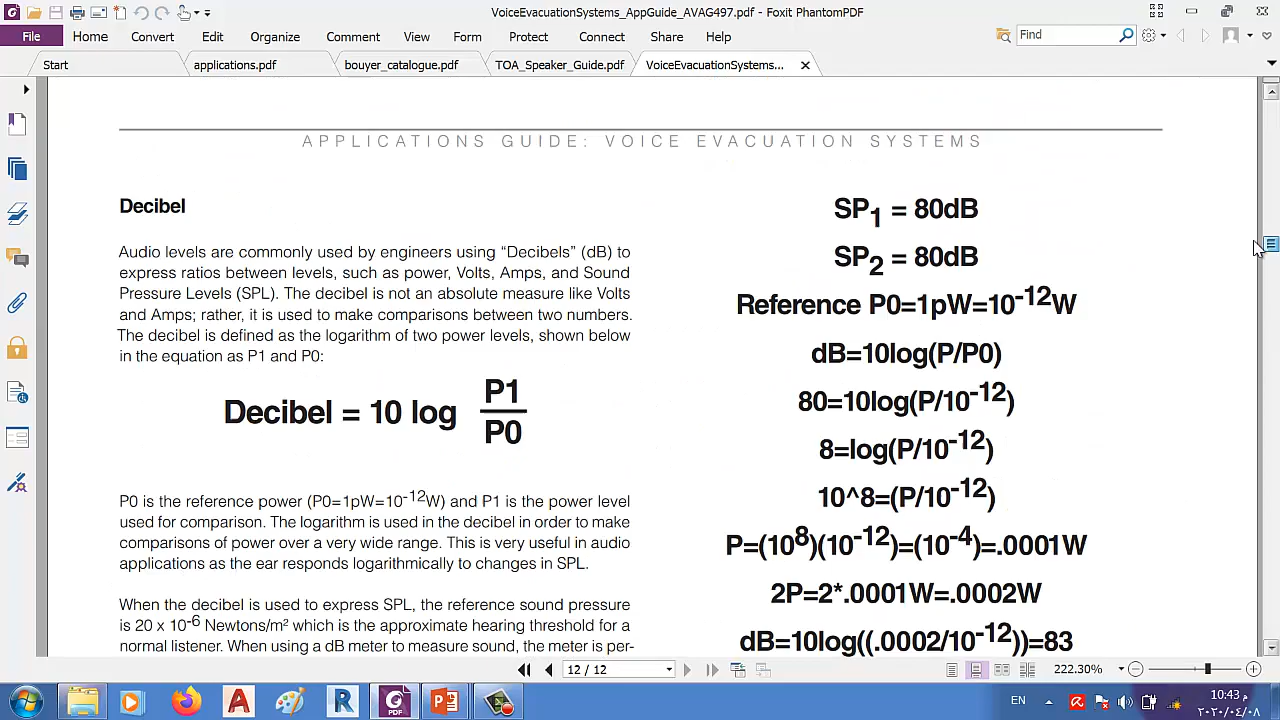 VoiceEvacuationSystems_AppGuide_AVAG497.pdf - Foxit PhantomPDF
File Home Convert Edit Organize Comment View Form Protect Connect Share Help Find
Start applications.pdf bouyer_catalogue.pdf TOA_Speaker_Guide.pdf VoiceEvacuationSystems...
APPLICATIONS GUIDE: VOICE EVACUATION SYSTEMS
Decibel
Audio levels are commonly used by engineers using "Decibels" (dB) to
express ratios between levels, such as power, Volts, Amps, and Sound
Pressure Levels (SPL). The decibel is not an absolute measure like Volts
and Amps; rather, it is used to make comparisons between two numbers.
The decibel is defined as the logarithm of two power levels, shown below
in the equation as P1 and P0:
Decibel = 10 log P1/P0
P0 is the reference power (P0=1pW=10⁻¹²W) and P1 is the power level
used for comparison. The logarithm is used in the decibel in order to make
comparisons of power over a very wide range. This is very useful in audio
applications as the ear responds logarithmically to changes in SPL.
When the decibel is used to express SPL, the reference sound pressure
is 20 x 10⁻⁶ Newtons/m² which is the approximate hearing threshold for a
normal listener. When using a dB meter to measure sound, the meter is per-
SP₁ = 80dB
SP₂ = 80dB
Reference P0=1pW=10⁻¹²W
dB=10log(P/P0)
80=10log(P/10⁻¹²)
8=log(P/10⁻¹²)
10^8=(P/10⁻¹²)
P=(10⁸)(10⁻¹²)=(10⁻⁴)=.0001W
2P=2*.0001W=.0002W
dB=10log((.0002/10⁻¹²))=83
12 / 12 222.30%
EN 10:43 م
٢٠٢٠/٠٤/٠٨